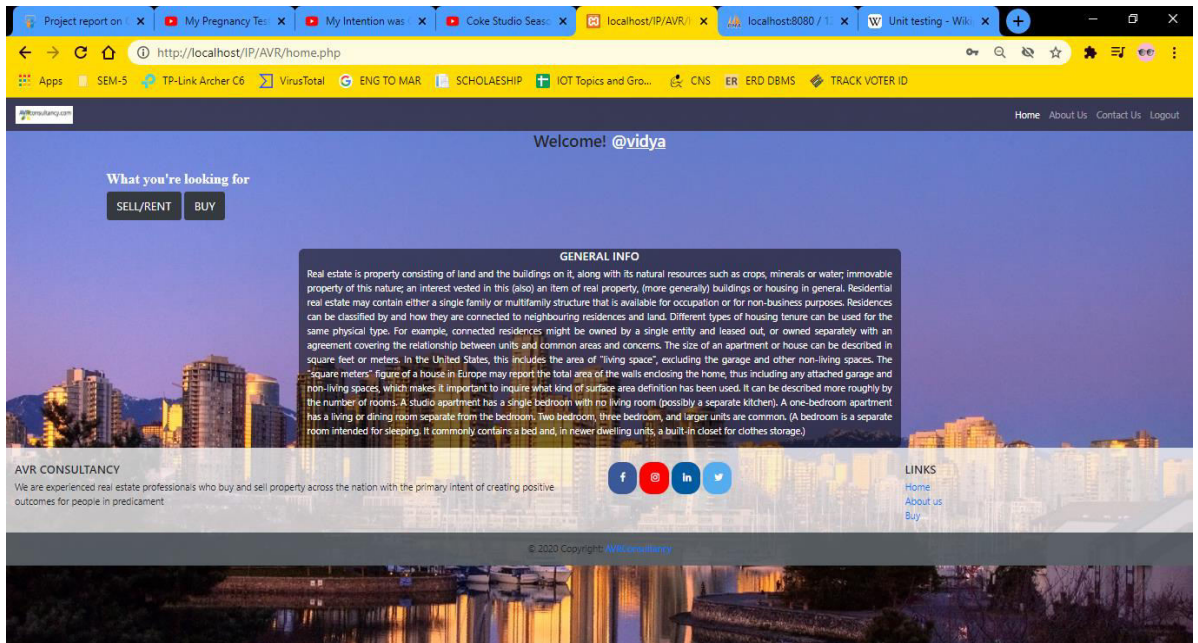 Project report on
My Pregnancy Tes
My Intention was
Coke Studio Seaso
localhost/IP/AVR/
localhost:8080 / 1
Unit testing - Wiki
http://localhost/IP/AVR/home.php
Apps SEM-5 TP-Link Archer C6 VirusTotal ENG TO MAR SCHOLAESHIP IOT Topics and Gro... CNS ER ERD DBMS TRACK VOTER ID
AVRconsultancy.com Home About Us Contact Us Logout
Welcome! @vidya
What you're looking for
SELL/RENT BUY
GENERAL INFO
Real estate is property consisting of land and the buildings on it, along with its natural resources such as crops, minerals or water; immovable
property of this nature; an interest vested in this (also) an item of real property, (more generally) buildings or housing in general. Residential
real estate may contain either a single family or multifamily structure that is available for occupation or for non-business purposes. Residences
can be classified by and how they are connected to neighbouring residences and land. Different types of housing tenure can be used for the
same physical type. For example, connected residences might be owned by a single entity and leased out, or owned separately with an
agreement covering the relationship between units and common areas and concerns. The size of an apartment or house can be described in
square feet or meters. In the United States, this includes the area of "living space", excluding the garage and other non-living spaces. The
"square meters" figure of a house in Europe may report the total area of the walls enclosing the home, thus including any attached garage and
non-living spaces, which makes it important to inquire what kind of surface area definition has been used. It can be described more roughly by
the number of rooms. A studio apartment has a single bedroom with no living room (possibly a separate kitchen). A one-bedroom apartment
has a living or dining room separate from the bedroom. Two bedroom, three bedroom, and larger units are common. (A bedroom is a separate
room intended for sleeping. It commonly contains a bed and, in newer dwelling units, a built-in closet for clothes storage.)
AVR CONSULTANCY
We are experienced real estate professionals who buy and sell property across the nation with the primary intent of creating positive
outcomes for people in predicament
LINKS
Home
About us
Buy
© 2020 Copyright: AVRconsultancy